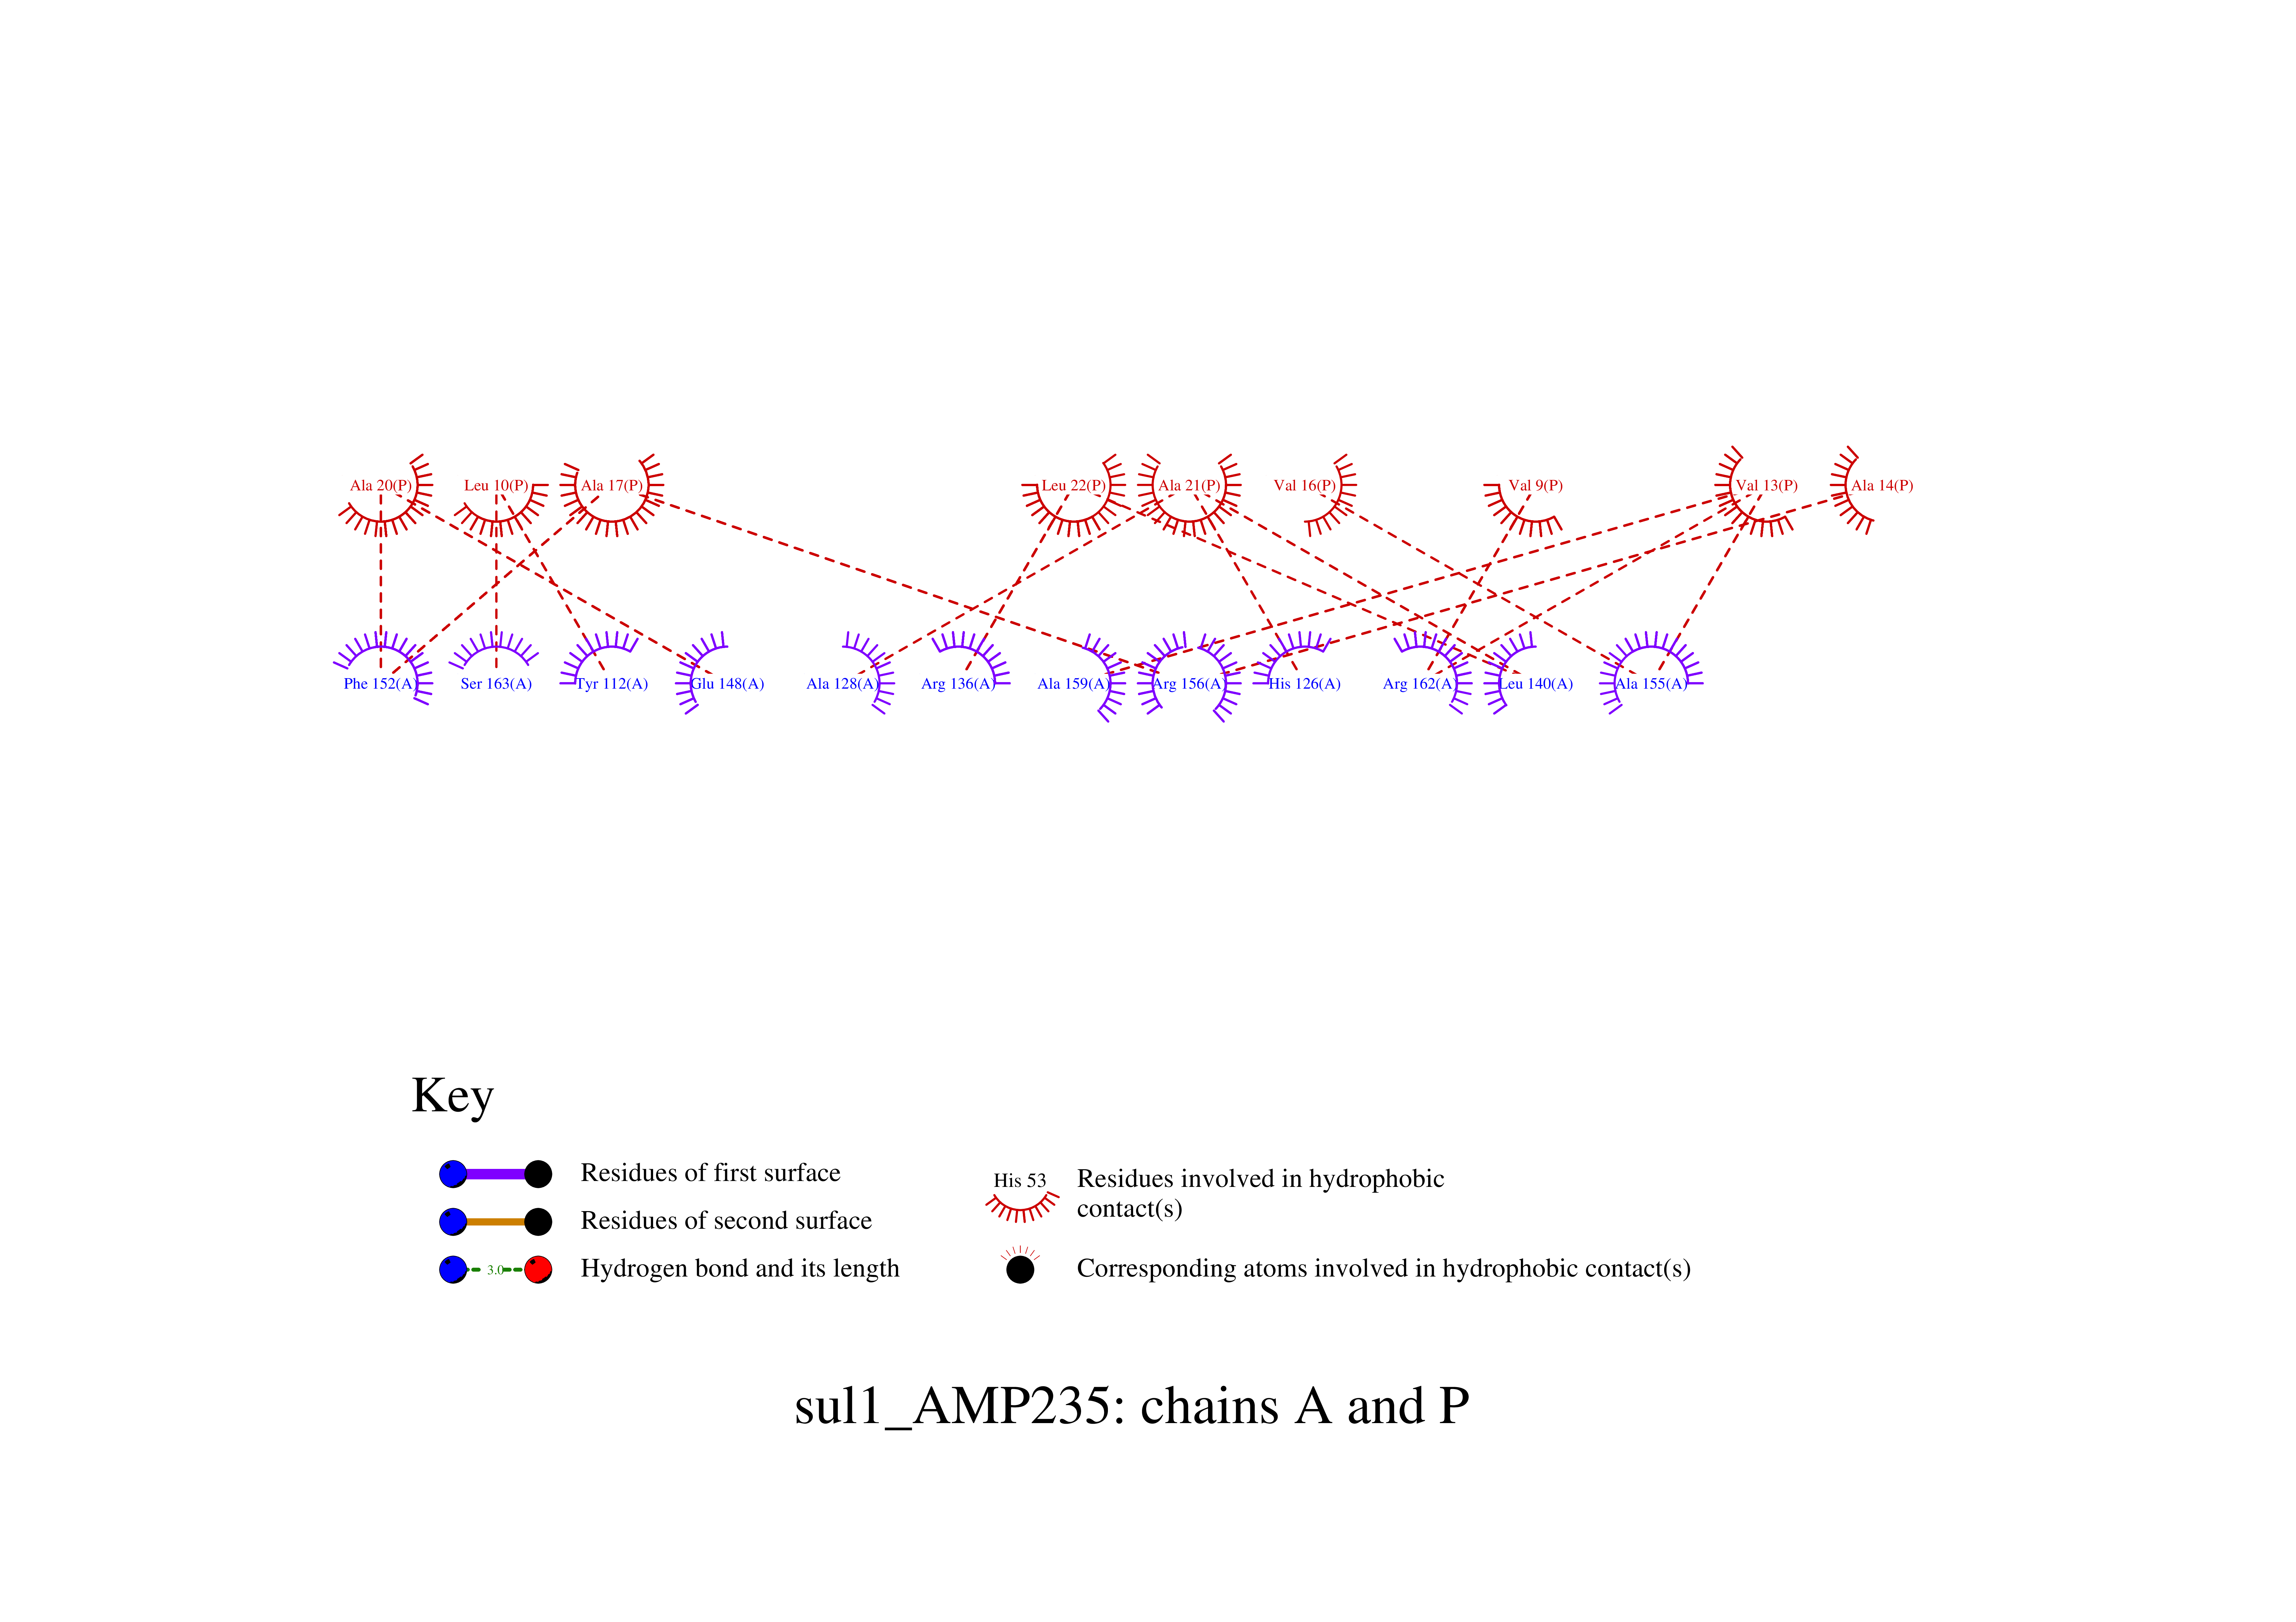 Ala 20(P) Leu 10(P) Ala 17(P) Leu 22(P) Ala 21(P) Val 16(P) Val 9(P) Val 13(P) Ala 14(P)
Phe 152(A) Ser 163(A) Tyr 112(A) Glu 148(A) Ala 128(A) Arg 136(A) Ala 159(A) Arg 156(A) His 126(A) Arg 162(A) Leu 140(A) Ala 155(A)
Key
Residues of first surface
Residues of second surface
3.0 Hydrogen bond and its length
His 53 Residues involved in hydrophobic
contact(s)
Corresponding atoms involved in hydrophobic contact(s)
sul1_AMP235: chains A and P